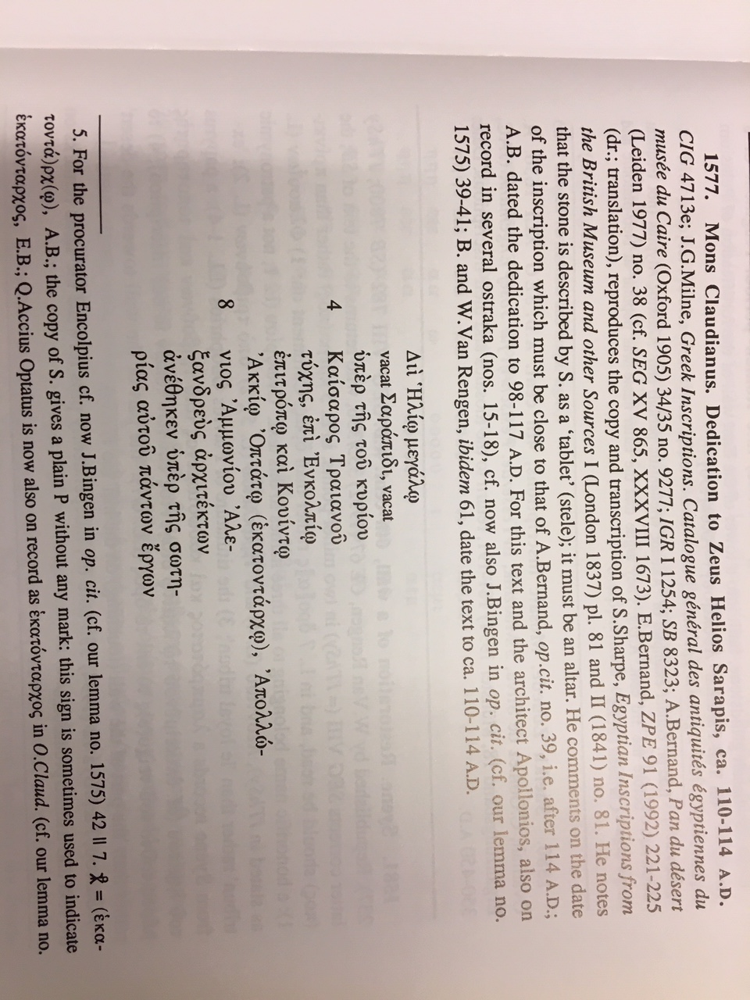 1577. Mons Claudianus. Dedication to Zeus Helios Sarapis, ca. 110-114 A.D.
CIG 4713e; J.G.Milne, Greek Inscriptions. Catalogue général des antiquités égyptiennes du
musée du Caire (Oxford 1905) 34/35 no. 9277; IGR I 1254; SB 8323; A.Bernand, Pan du désert
(Leiden 1977) no. 38 (cf. SEG XV 865, XXXVIII 1673). E.Bernand, ZPE 91 (1992) 221-225
(dr.; translation), reproduces the copy and transcription of S.Sharpe, Egyptian Inscriptions from
the British Museum and other Sources I (London 1837) pl. 81 and II (1841) no. 81. He notes
that the stone is described by S. as a ‘tablet’ (stele); it must be an altar. He comments on the date
of the inscription which must be close to that of A.Bernand, op.cit. no. 39, i.e. after 114 A.D.;
A.B. dated the dedication to 98-117 A.D. For this text and the architect Apollonios, also on
record in several ostraka (nos. 15-18), cf. now also J.Bingen in op. cit. (cf. our lemma no.
1575) 39-41; B. and W.Van Rengen, ibidem 61, date the text to ca. 110-114 A.D.
Διὶ Ἡλίῳ μεγάλῳ
vacat Σαράπιδι, vacat
ὑπὲρ τῆς τοῦ κυρίου
4 Καίσαρος Τραιανοῦ
τύχης, ἐπὶ Ἐνκολπίῳ
ἐπιτρόπῳ καὶ Κουίντῳ
Ἀκκίῳ Ὀπτάτῳ (ἑκατοντάρχῳ), Ἀπολλώ-
8 νιος Ἀμμωνίου Ἀλε-
ξανδρεὺς ἀρχιτέκτων
ἀνέθηκεν ὑπὲρ τῆς σωτη-
ρίας αὐτοῦ πάντων ἔργων
5. For the procurator Encolpius cf. now J.Bingen in op. cit. (cf. our lemma no. 1575) 42 ‖ 7. = (ἑκα-
τοντά)ρχ(ῳ), A.B.; the copy of S. gives a plain P without any mark: this sign is sometimes used to indicate
ἑκατόνταρχος, E.B.; Q.Accius Optatus is now also on record as ἑκατόνταρχος in O.Claud. (cf. our lemma no.